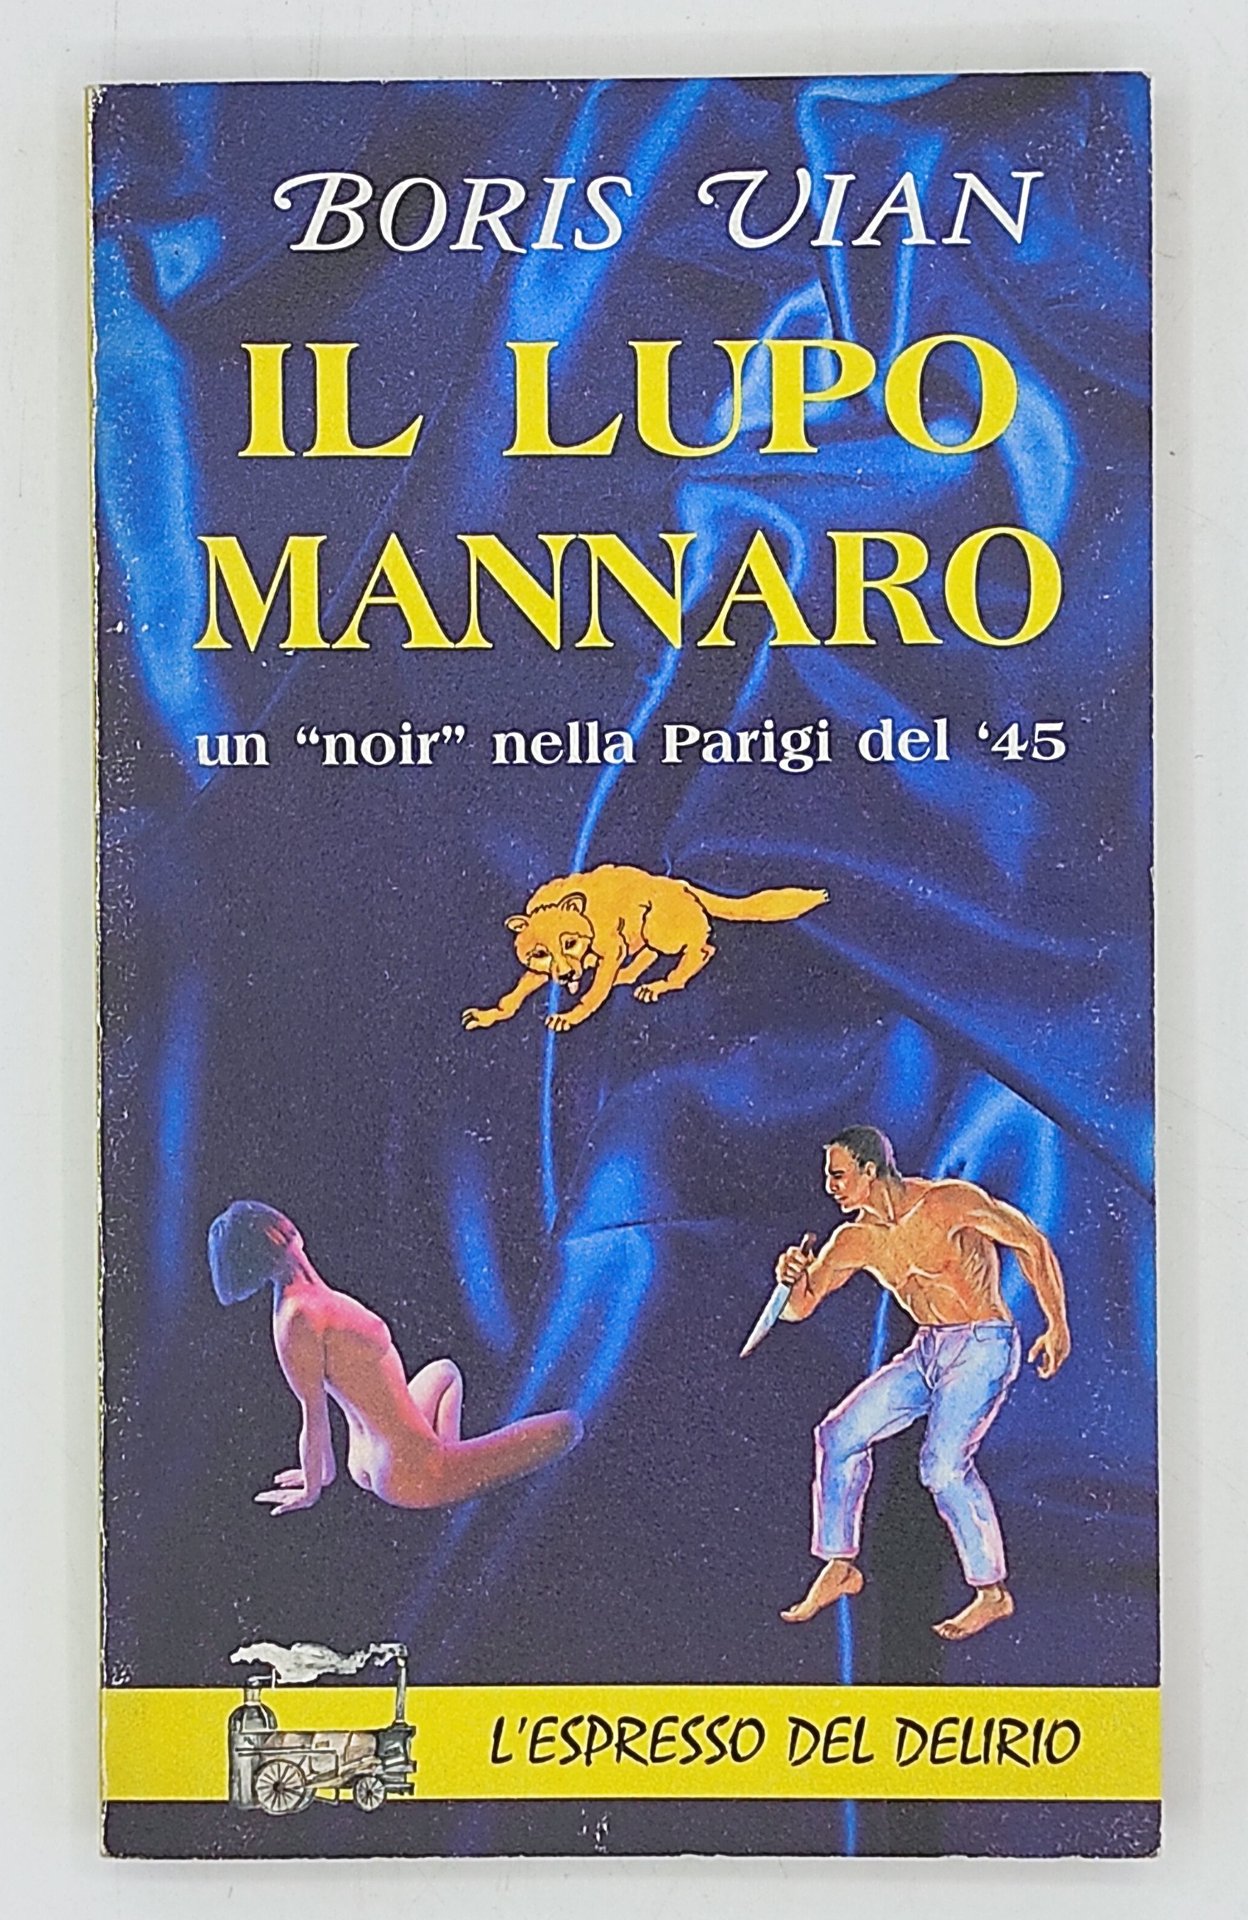 BORIS VIAN
IL LUPO
MANNARO
un “noir” nella Parigi del ‘45
L'ESPRESSO DEL DELIRIO